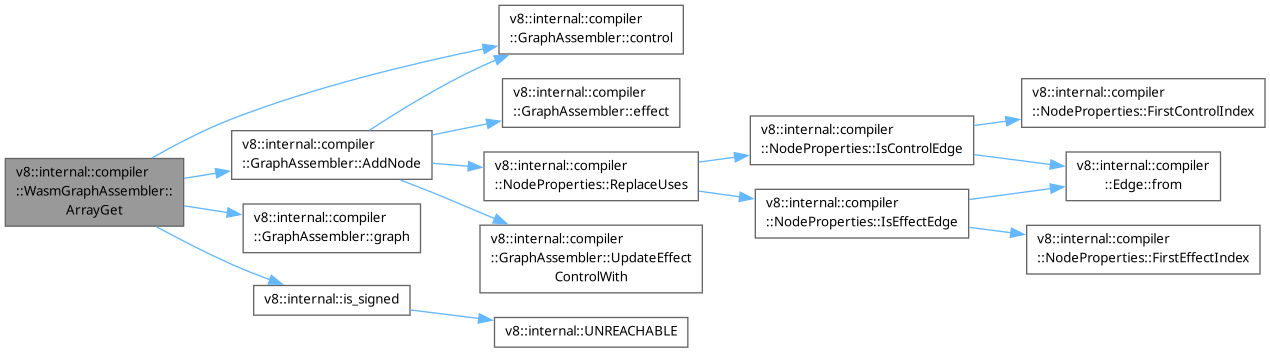 v8::internal::compiler
::WasmGraphAssembler::
ArrayGet
v8::internal::compiler
::GraphAssembler::control
v8::internal::compiler
::GraphAssembler::AddNode
v8::internal::compiler
::GraphAssembler::effect
v8::internal::compiler
::NodeProperties::ReplaceUses
v8::internal::compiler
::NodeProperties::IsControlEdge
v8::internal::compiler
::NodeProperties::FirstControlIndex
v8::internal::compiler
::Edge::from
v8::internal::compiler
::NodeProperties::IsEffectEdge
v8::internal::compiler
::NodeProperties::FirstEffectIndex
v8::internal::compiler
::GraphAssembler::UpdateEffect
ControlWith
v8::internal::compiler
::GraphAssembler::graph
v8::internal::is_signed
v8::internal::UNREACHABLE